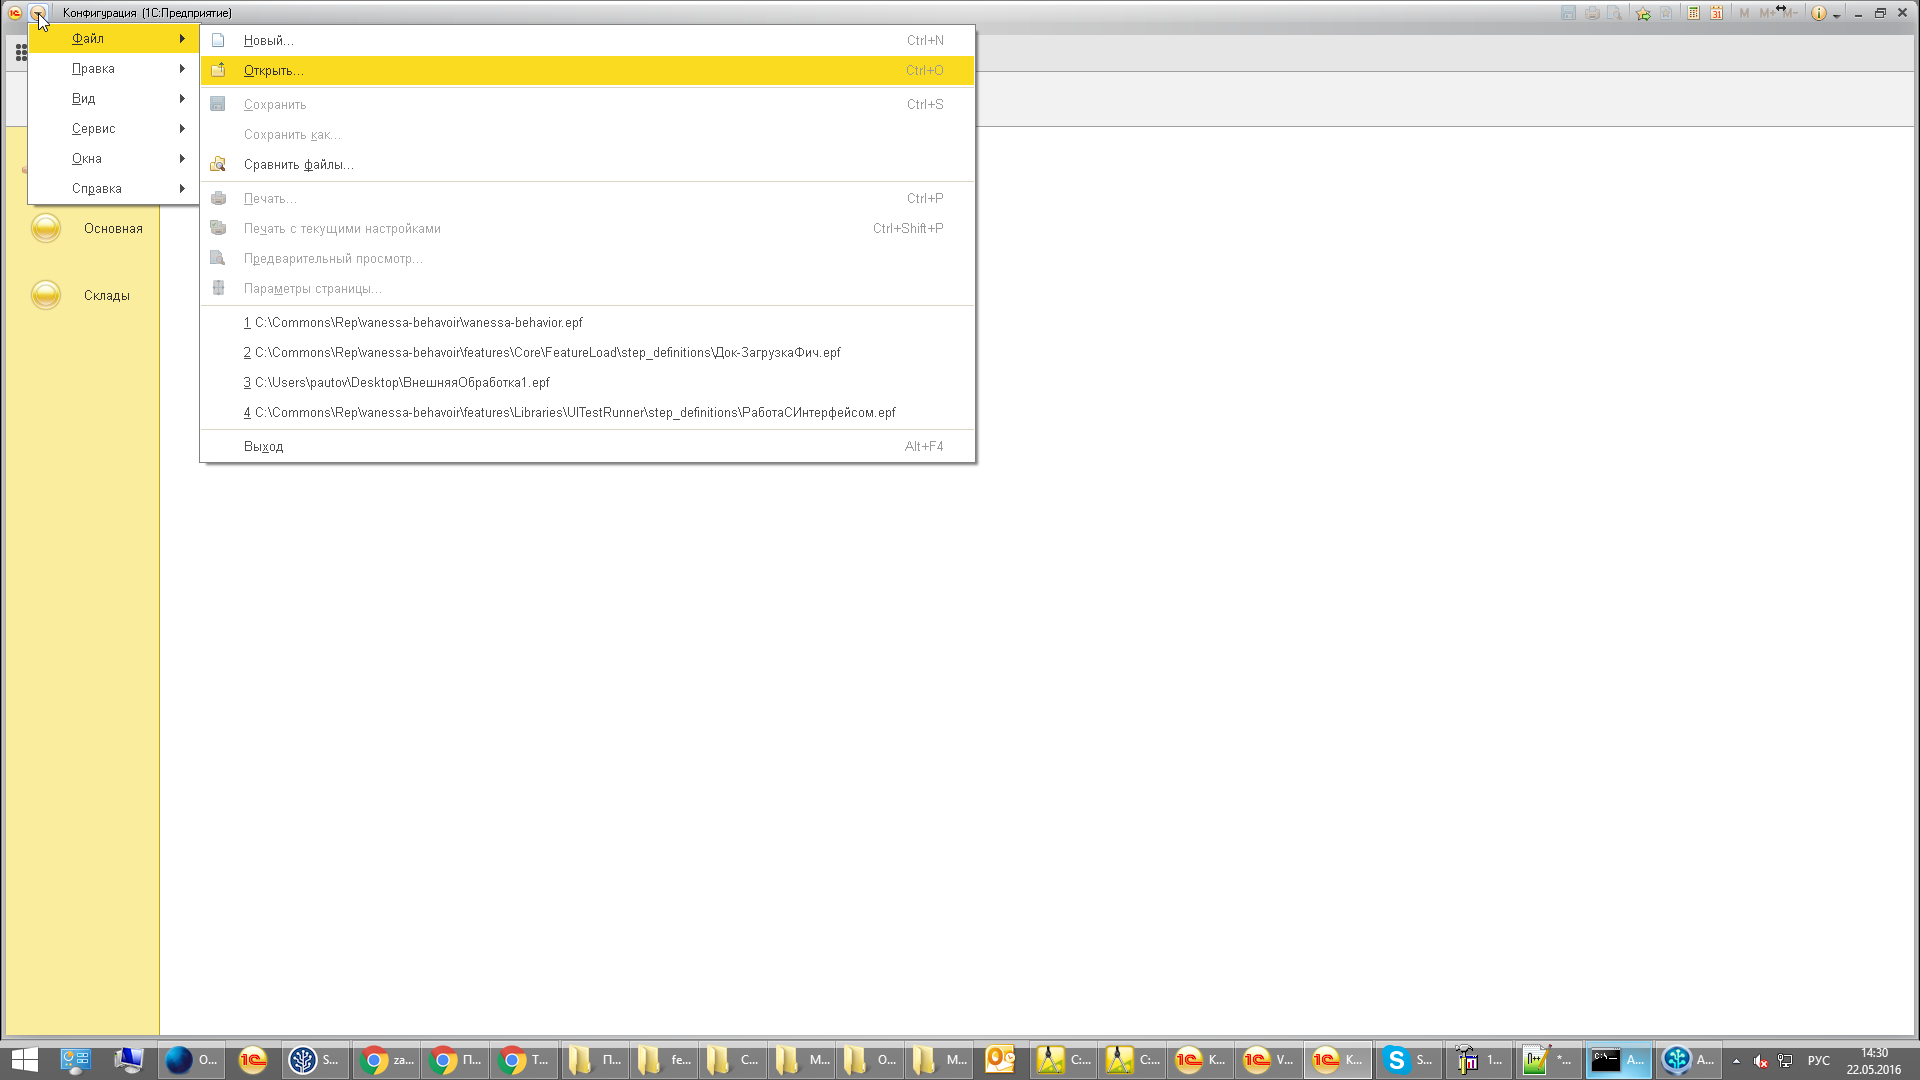 Конфигурация (1С:Предприятие)
M M+ M-
Файл
Правка
Вид
Сервис
Окна
Справка
Новый... Ctrl+N
Открыть... Ctrl+O
Сохранить Ctrl+S
Сохранить как...
Сравнить файлы...
Печать... Ctrl+P
Печать с текущими настройками Ctrl+Shift+P
Предварительный просмотр...
Параметры страницы...
1 C:\Commons\Rep\vanessa-behavoir\vanessa-behavior.epf
2 C:\Commons\Rep\vanessa-behavoir\features\Core\FeatureLoad\step_definitions\Док-ЗагрузкаФич.epf
3 C:\Users\pautov\Desktop\ВнешняяОбработка1.epf
4 C:\Commons\Rep\vanessa-behavoir\features\Libraries\UITestRunner\step_definitions\РаботаСИнтерфейсом.epf
Выход Alt+F4
Основная
Склады
О... S... za... П... Т... П... fe... С... М... О... М... C:... C:... К... V... К... S... 1... *... А... А... РУС
14:30
22.05.2016